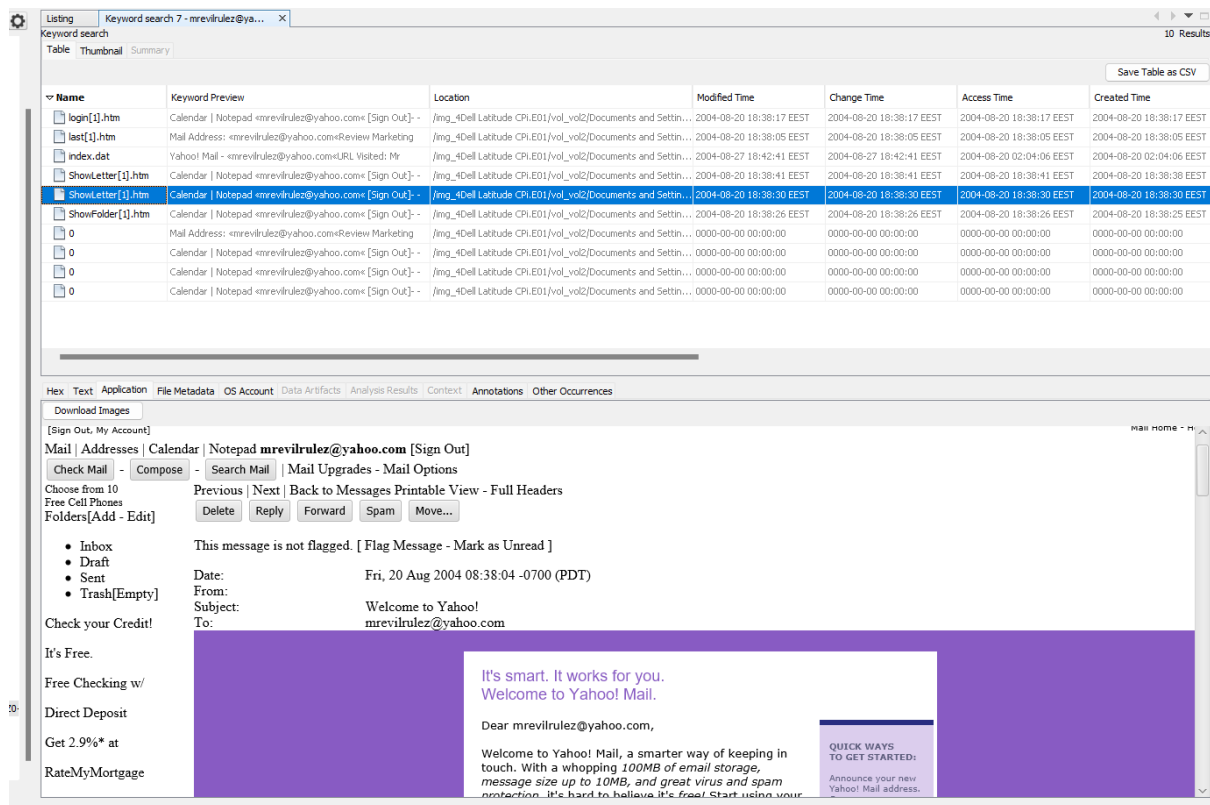 Listing Keyword search 7 - mrevilrulez@ya... X
Keyword search
10 Results
Table Thumbnail Summary
Save Table as CSV
Name Keyword Preview Location Modified Time Change Time Access Time Created Time
login[1].htm Calendar | Notepad «mrevilrulez@yahoo.com« [Sign Out]- - /img_4Dell Latitude CPi.E01/vol_vol2/Documents and Settin... 2004-08-20 18:38:17 EEST 2004-08-20 18:38:17 EEST 2004-08-20 18:38:17 EEST 2004-08-20 18:38:17 EEST
last[1].htm Mail Address: «mrevilrulez@yahoo.com«Review Marketing /img_4Dell Latitude CPi.E01/vol_vol2/Documents and Settin... 2004-08-20 18:38:05 EEST 2004-08-20 18:38:05 EEST 2004-08-20 18:38:05 EEST 2004-08-20 18:38:05 EEST
index.dat Yahoo! Mail - «mrevilrulez@yahoo.com«URL Visited: Mr /img_4Dell Latitude CPi.E01/vol_vol2/Documents and Settin... 2004-08-27 18:42:41 EEST 2004-08-27 18:42:41 EEST 2004-08-20 02:04:06 EEST 2004-08-20 02:04:06 EEST
ShowLetter[1].htm Calendar | Notepad «mrevilrulez@yahoo.com« [Sign Out]- - /img_4Dell Latitude CPi.E01/vol_vol2/Documents and Settin... 2004-08-20 18:38:41 EEST 2004-08-20 18:38:41 EEST 2004-08-20 18:38:41 EEST 2004-08-20 18:38:38 EEST
ShowLetter[1].htm Calendar | Notepad «mrevilrulez@yahoo.com« [Sign Out]- - /img_4Dell Latitude CPi.E01/vol_vol2/Documents and Settin... 2004-08-20 18:38:30 EEST 2004-08-20 18:38:30 EEST 2004-08-20 18:38:30 EEST 2004-08-20 18:38:30 EEST
ShowFolder[1].htm Calendar | Notepad «mrevilrulez@yahoo.com« [Sign Out]- - /img_4Dell Latitude CPi.E01/vol_vol2/Documents and Settin... 2004-08-20 18:38:26 EEST 2004-08-20 18:38:26 EEST 2004-08-20 18:38:26 EEST 2004-08-20 18:38:25 EEST
0 Mail Address: «mrevilrulez@yahoo.com«Review Marketing /img_4Dell Latitude CPi.E01/vol_vol2/Documents and Settin... 0000-00-00 00:00:00 0000-00-00 00:00:00 0000-00-00 00:00:00 0000-00-00 00:00:00
0 Calendar | Notepad «mrevilrulez@yahoo.com« [Sign Out]- - /img_4Dell Latitude CPi.E01/vol_vol2/Documents and Settin... 0000-00-00 00:00:00 0000-00-00 00:00:00 0000-00-00 00:00:00 0000-00-00 00:00:00
0 Calendar | Notepad «mrevilrulez@yahoo.com« [Sign Out]- - /img_4Dell Latitude CPi.E01/vol_vol2/Documents and Settin... 0000-00-00 00:00:00 0000-00-00 00:00:00 0000-00-00 00:00:00 0000-00-00 00:00:00
0 Calendar | Notepad «mrevilrulez@yahoo.com« [Sign Out]- - /img_4Dell Latitude CPi.E01/vol_vol2/Documents and Settin... 0000-00-00 00:00:00 0000-00-00 00:00:00 0000-00-00 00:00:00 0000-00-00 00:00:00
Hex Text Application File Metadata OS Account Data Artifacts Analysis Results Context Annotations Other Occurrences
Download Images
[Sign Out, My Account] Mail Home - H
Mail | Addresses | Calendar | Notepad mrevilrulez@yahoo.com [Sign Out]
Check Mail - Compose - Search Mail | Mail Upgrades - Mail Options
Choose from 10
Free Cell Phones
Folders[Add - Edit]
Inbox
Draft
Sent
Trash[Empty]
Check your Credit!
It's Free.
Free Checking w/
Direct Deposit
Get 2.9%* at
RateMyMortgage
Previous | Next | Back to Messages Printable View - Full Headers
Delete Reply Forward Spam Move...
This message is not flagged. [ Flag Message - Mark as Unread ]
Date: Fri, 20 Aug 2004 08:38:04 -0700 (PDT)
From:
Subject: Welcome to Yahoo!
To: mrevilrulez@yahoo.com
It's smart. It works for you.
Welcome to Yahoo! Mail.
Dear mrevilrulez@yahoo.com,
Welcome to Yahoo! Mail, a smarter way of keeping in
touch. With a whopping 100MB of email storage,
message size up to 10MB, and great virus and spam
protection, it's hard to believe it's free! Start using your
QUICK WAYS
TO GET STARTED:
Announce your new
Yahoo! Mail address.